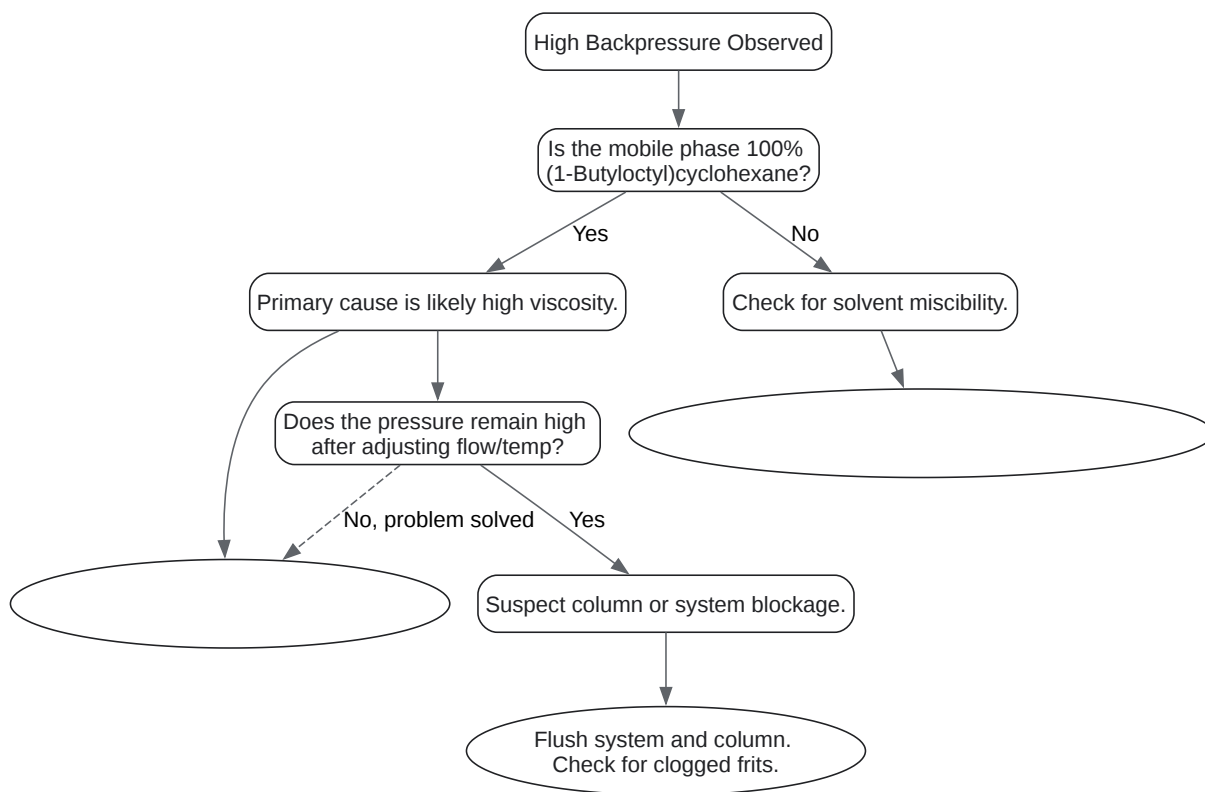 High Backpressure Observed
Is the mobile phase 100%
(1-Butyloctyl)cyclohexane?
Yes
No
Primary cause is likely high viscosity.
Check for solvent miscibility.
Does the pressure remain high
after adjusting flow/temp?
No, problem solved
Yes
Suspect column or system blockage.
Flush system and column.
Check for clogged frits.